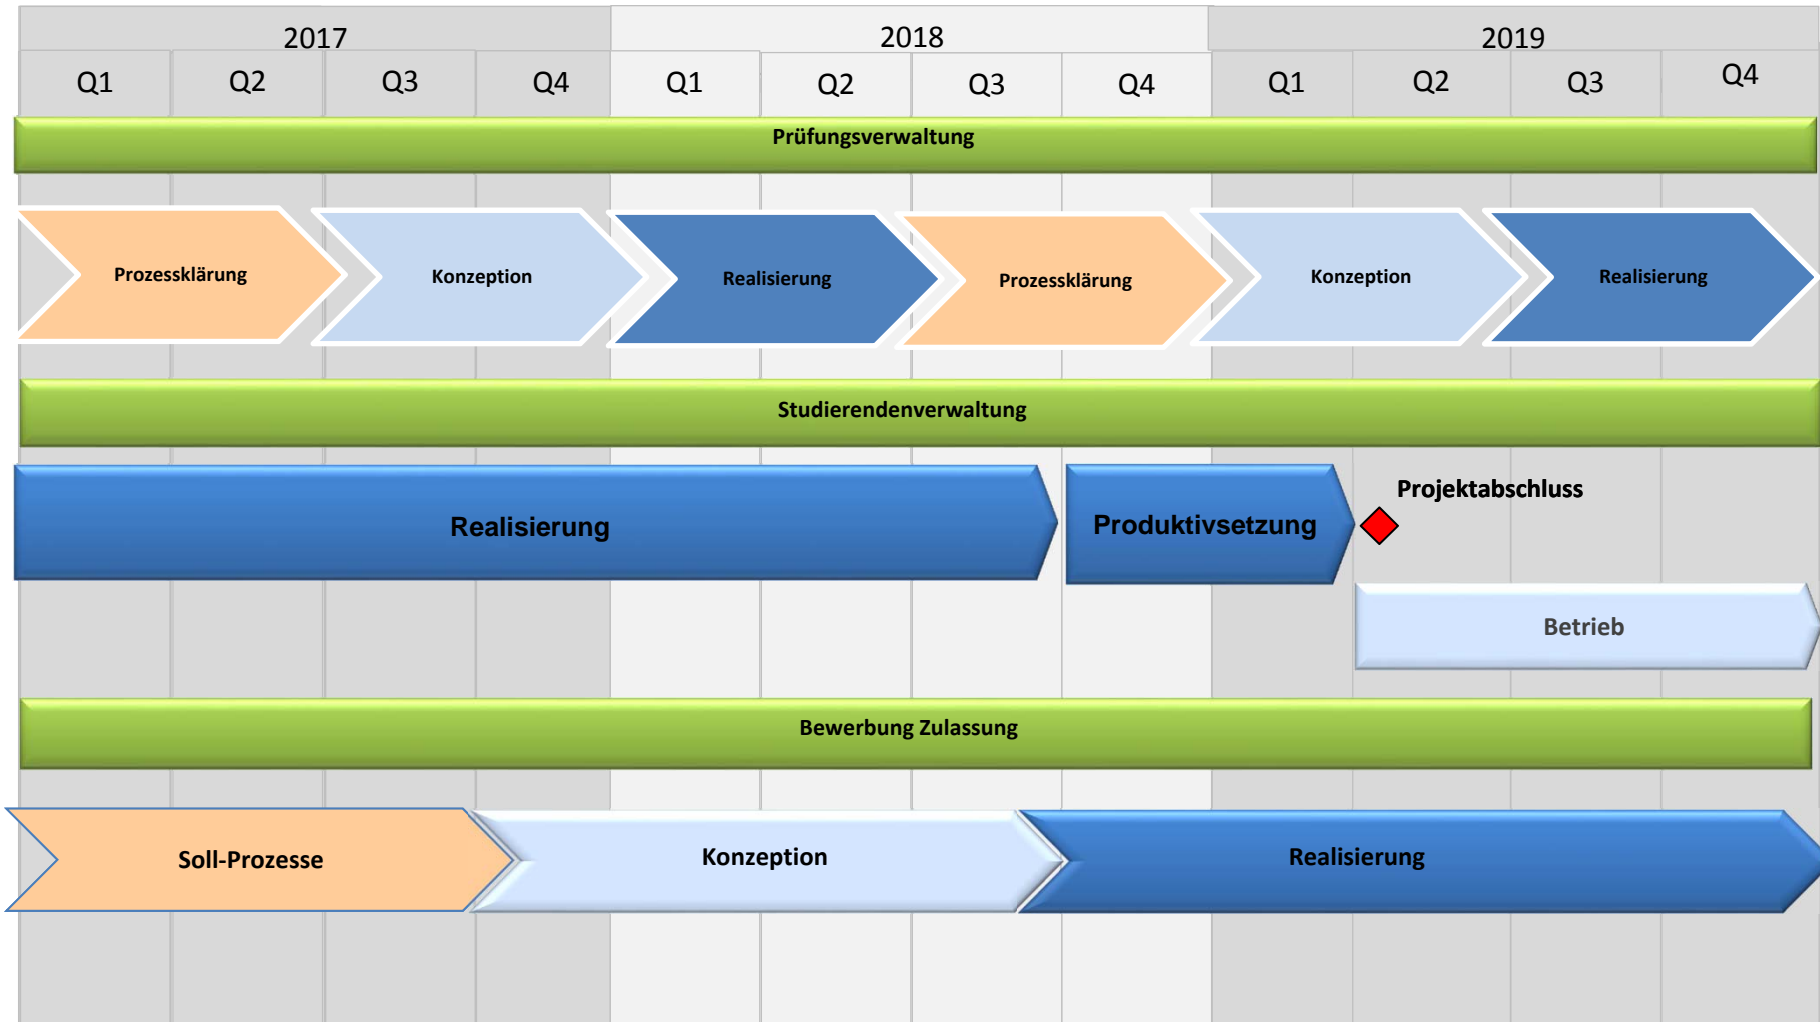 2017
2018
2019
Q1
Q2
Q3
Q4
Q1
Q2
Q3
Q4
Q1
Q2
Q3
Q4
Prüfungsverwaltung
Prozessklärung
Konzeption
Realisierung
Prozessklärung
Konzeption
Realisierung
Studierendenverwaltung
Realisierung
Produktivsetzung
Projektabschluss
Betrieb
Bewerbung Zulassung
Soll-Prozesse
Konzeption
Realisierung